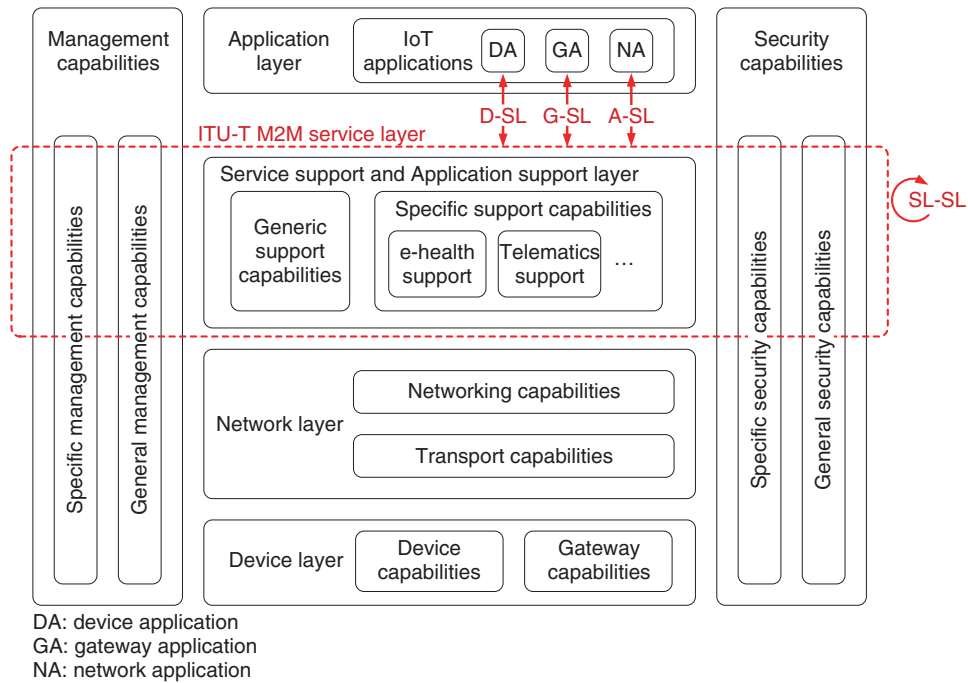 Management
capabilities
Specific management capabilities
General management capabilities
Application
layer
IoT
applications
DA
GA
NA
D-SL
G-SL
A-SL
ITU-T M2M service layer
Service support and Application support layer
Generic
support
capabilities
Specific support capabilities
e-health
support
Telematics
support
...
Network layer
Networking capabilities
Transport capabilities
Device layer
Device
capabilities
Gateway
capabilities
Security
capabilities
Specific security capabilities
General security capabilities
SL-SL
DA: device application
GA: gateway application
NA: network application